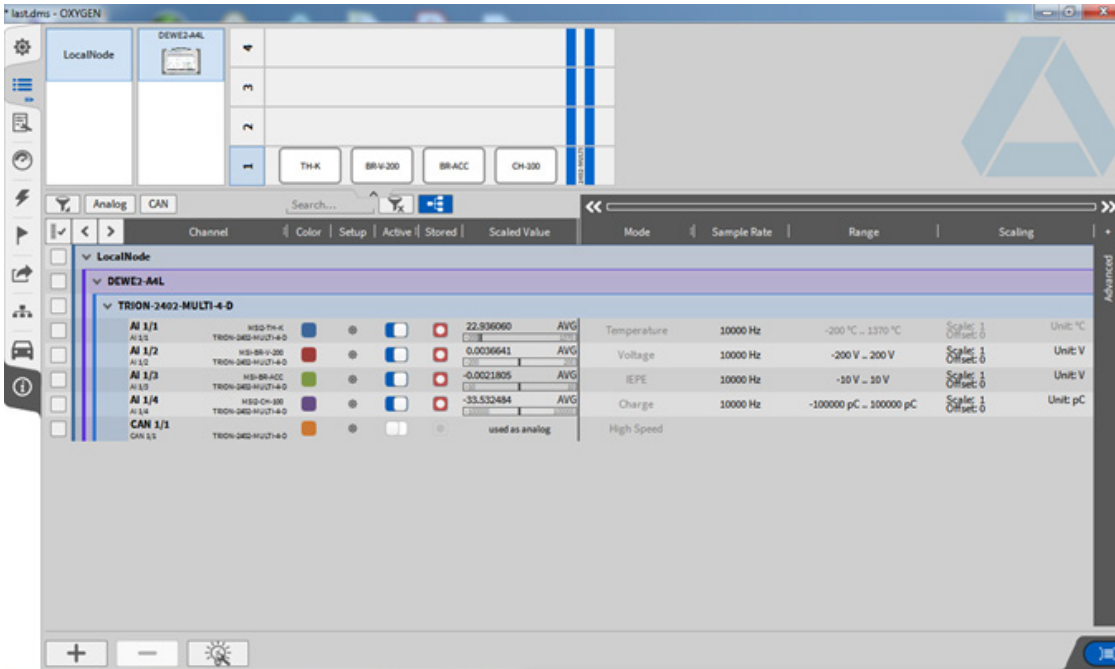 * last.dms - OXYGEN
LocalNode
DEWE2-A4L
4
3
2
1
TH-K
BR-V-200
BR-ACC
CH-100
2402-MULTI
Analog
CAN
Search...
Channel Color Setup Active Stored Scaled Value Mode Sample Rate Range Scaling
Advanced
LocalNode
DEWE2-A4L
TRION-2402-MULTI-4-D
AI 1/1 MSI2-TH-K 22.936060 AVG Temperature 10000 Hz -200 °C .. 1370 °C Scale: 1 Unit: °C
AI 1/1 TRION-2402-MULTI-4-D Offset: 0
AI 1/2 MSI-BR-V-200 0.0036641 AVG Voltage 10000 Hz -200 V .. 200 V Scale: 1 Unit: V
AI 1/2 TRION-2402-MULTI-4-D -200 200 Offset: 0
AI 1/3 MSI-BR-ACC -0.0021805 AVG IEPE 10000 Hz -10 V .. 10 V Scale: 1 Unit: V
AI 1/3 TRION-2402-MULTI-4-D -10 10 Offset: 0
AI 1/4 MSI2-CH-100 -33.532484 AVG Charge 10000 Hz -100000 pC .. 100000 pC Scale: 1 Unit: pC
AI 1/4 TRION-2402-MULTI-4-D -100000 100000 Offset: 0
CAN 1/1 used as analog High Speed
CAN 1/1 TRION-2402-MULTI-4-D